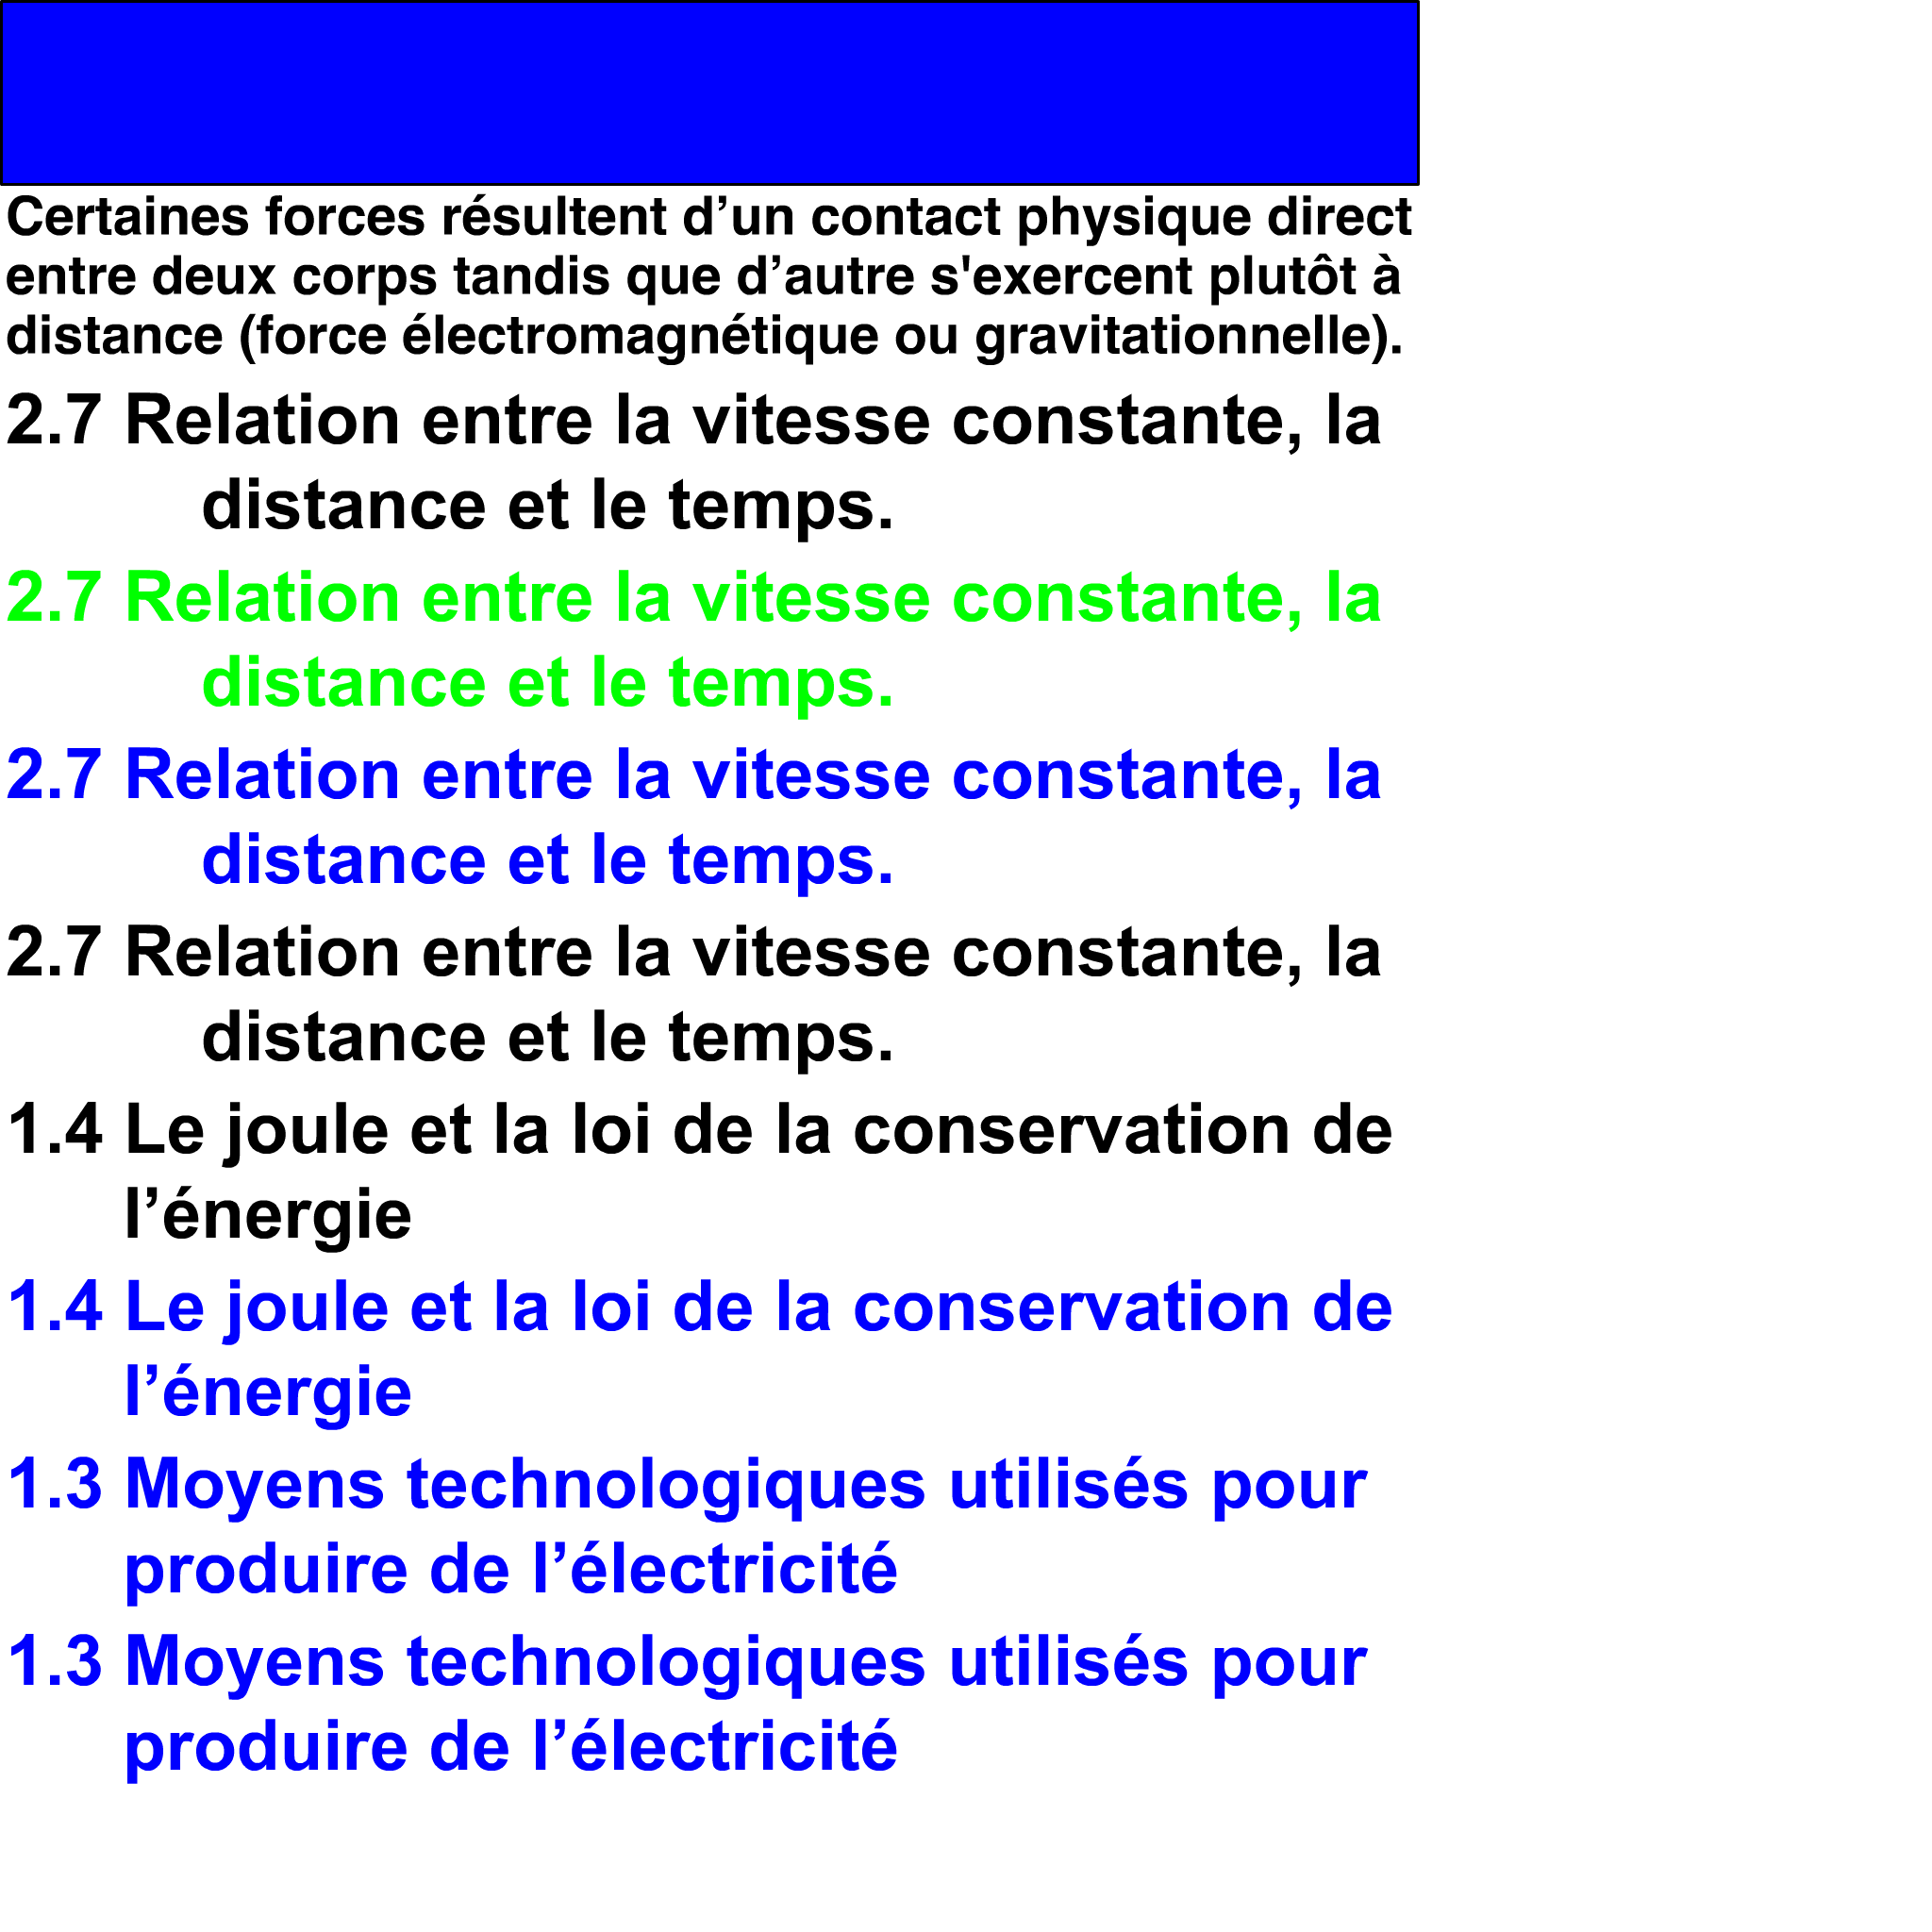 Certaines forces résultent d’un contact physique direct
entre deux corps tandis que d’autre s'exercent plutôt à
distance (force électromagnétique ou gravitationnelle).
2.7 Relation entre la vitesse constante, la
distance et le temps.
2.7 Relation entre la vitesse constante, la
distance et le temps.
2.7 Relation entre la vitesse constante, la
distance et le temps.
2.7 Relation entre la vitesse constante, la
distance et le temps.
1.4 Le joule et la loi de la conservation de
l’énergie
1.4 Le joule et la loi de la conservation de
l’énergie
1.3 Moyens technologiques utilisés pour
produire de l’électricité
1.3 Moyens technologiques utilisés pour
produire de l’électricité